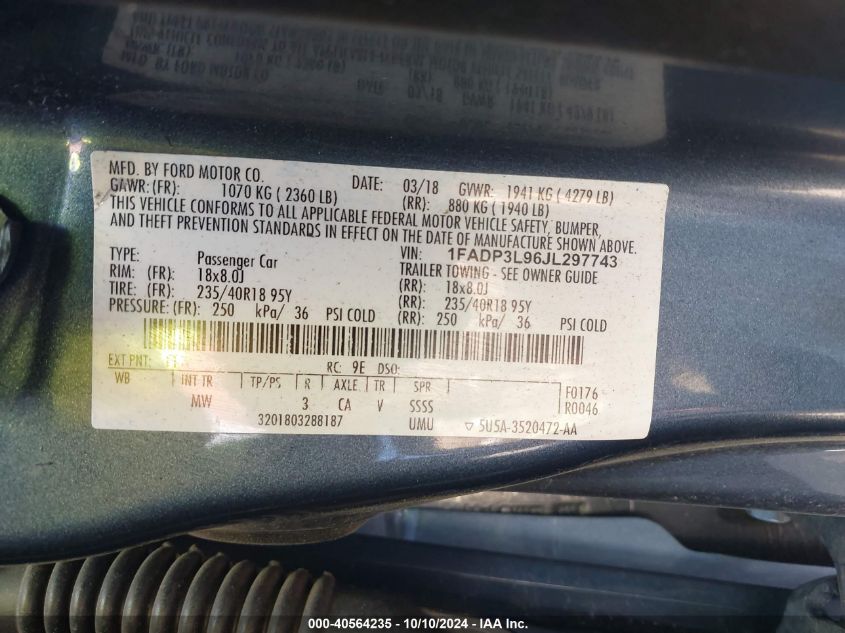 MFD. BY FORD MOTOR CO.
DATE: 03/18 GVWR: 1941 KG ( 4279 LB)
GAWR: (FR): 1070 KG ( 2360 LB) (RR): 880 KG ( 1940 LB)
THIS VEHICLE CONFORMS TO ALL APPLICABLE FEDERAL MOTOR VEHICLE SAFETY, BUMPER,
AND THEFT PREVENTION STANDARDS IN EFFECT ON THE DATE OF MANUFACTURE SHOWN ABOVE.
VIN: 1FADP3L96JL297743
TYPE: Passenger Car TRAILER TOWING - SEE OWNER GUIDE
RIM: (FR): 18x8.0J (RR): 18x8.0J
TIRE: (FR): 235/40R18 95Y (RR): 235/40R18 95Y
PRESSURE: (FR): 250 kPa/ 36 PSI COLD (RR): 250 kPa/ 36 PSI COLD
EXT PNT: RC: 9E DSO:
WB INT TR TP/PS R AXLE TR SPR F0176
MW 3 CA V SSSS R0046
3201803288187 UMU 5U5A-3520472-AA
000-40564235 - 10/10/2024 - IAA Inc.